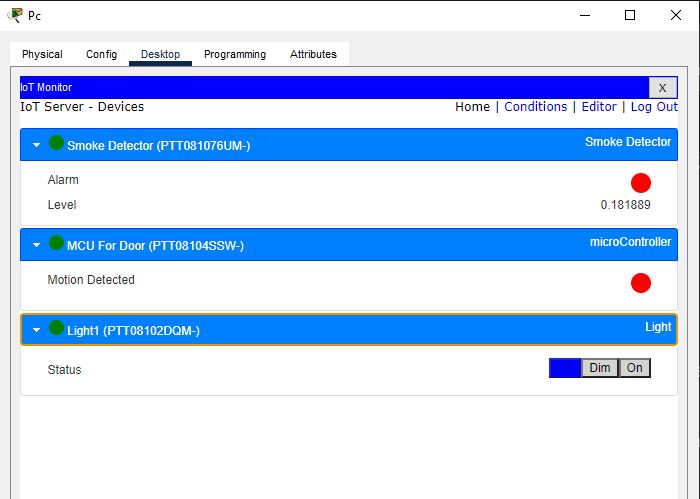 Pc
Physical Config Desktop Programming Attributes
IoT Monitor X
IoT Server - Devices Home | Conditions | Editor | Log Out
Smoke Detector (PTT081076UM-) Smoke Detector
Alarm
Level 0.181889
MCU For Door (PTT08104SSW-) microController
Motion Detected
Light1 (PTT08102DQM-) Light
Status Dim On